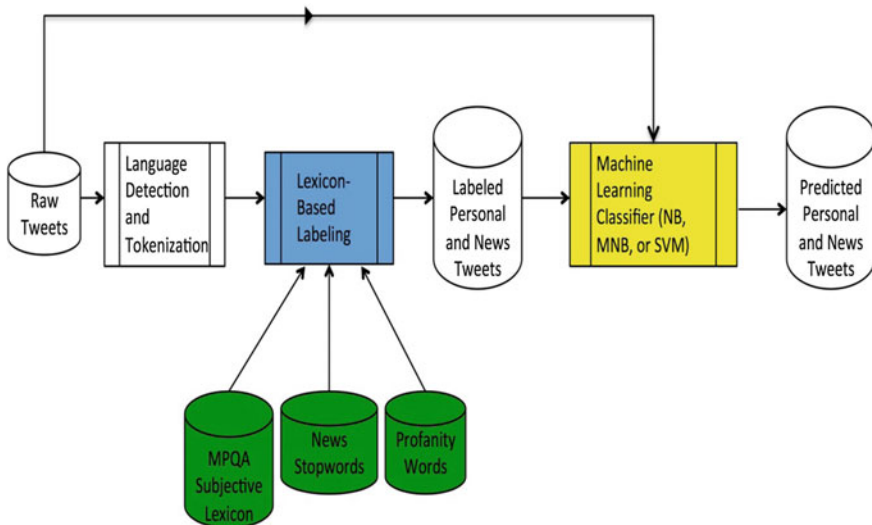 Raw
Tweets
Language
Detection
and
Tokenization
Lexicon-
Based
Labeling
Labeled
Personal
and News
Tweets
Machine
Learning
Classifier (NB,
MNB, or SVM)
Predicted
Personal
and News
Tweets
MPQA
Subjective
Lexicon
News
Stopwords
Profanity
Words